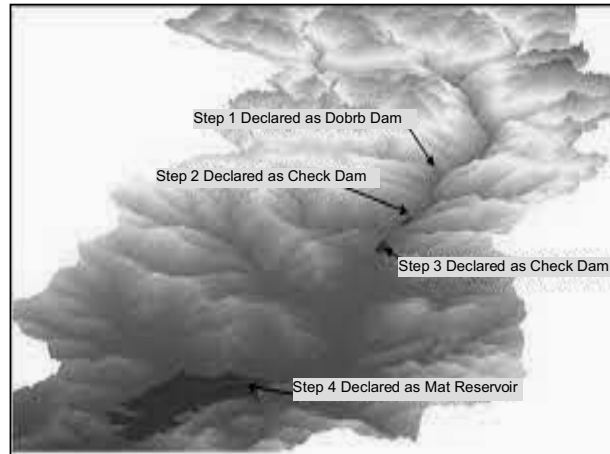 Step 1 Declared as Dobrb Dam
Step 2 Declared as Check Dam
Step 3 Declared as Check Dam
Step 4 Declared as Mat Reservoir